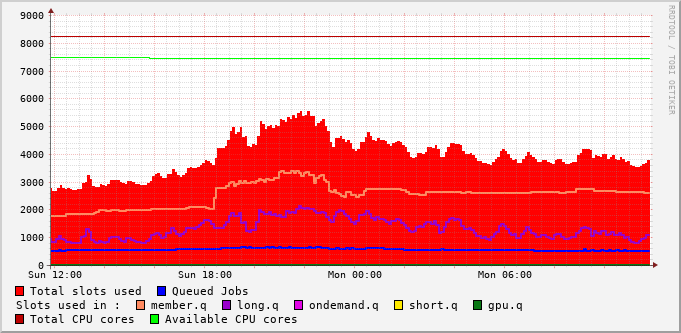 RRDTOOL / TOBI OETIKER
9000
8000
7000
6000
5000
4000
3000
2000
1000
0
Sun 12:00 Sun 18:00 Mon 00:00 Mon 06:00
Total slots used Queued Jobs
Slots used in : member.q long.q ondemand.q short.q gpu.q
Total CPU cores Available CPU cores